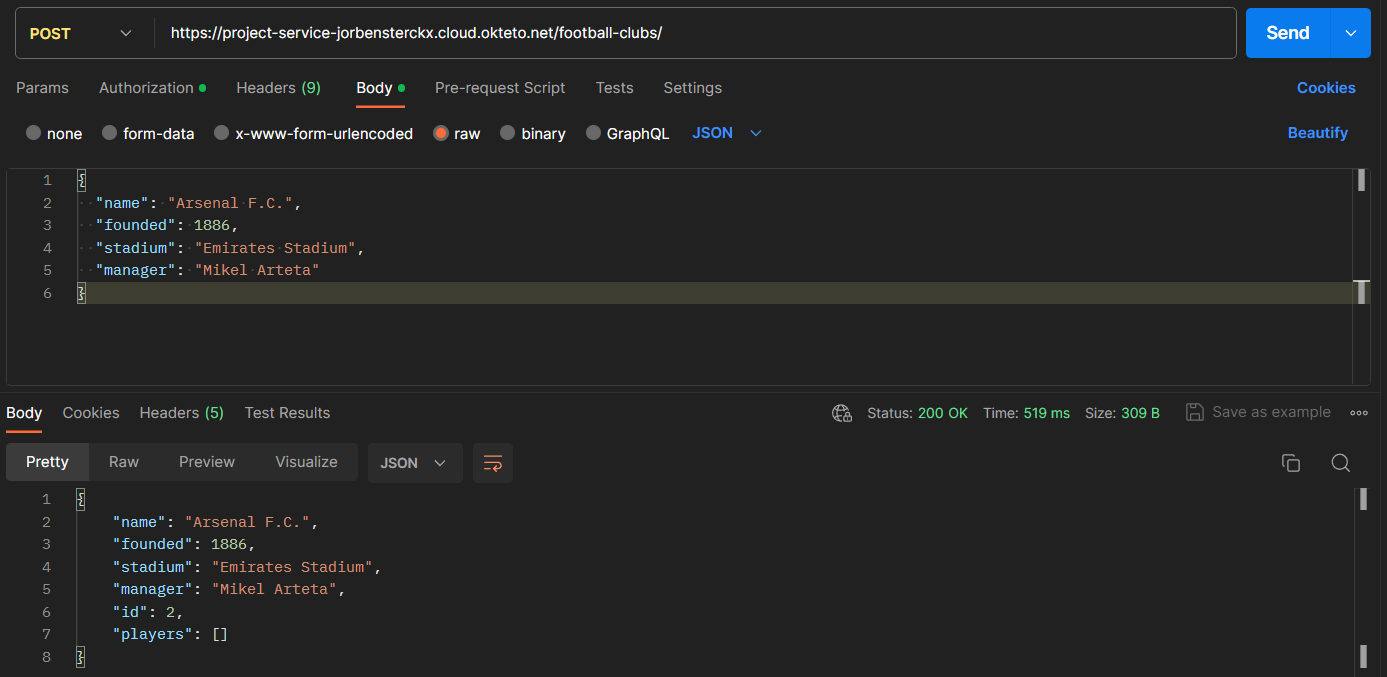 POST https://project-service-jorbensterckx.cloud.okteto.net/football-clubs/ Send
Params Authorization Headers (9) Body Pre-request Script Tests Settings Cookies
none form-data x-www-form-urlencoded raw binary GraphQL JSON Beautify
1 {
2 "name": "Arsenal F.C.",
3 "founded": 1886,
4 "stadium": "Emirates Stadium",
5 "manager": "Mikel Arteta"
6 }
Body Cookies Headers (5) Test Results Status: 200 OK Time: 519 ms Size: 309 B Save as example
Pretty Raw Preview Visualize JSON
1 {
2 "name": "Arsenal F.C.",
3 "founded": 1886,
4 "stadium": "Emirates Stadium",
5 "manager": "Mikel Arteta",
6 "id": 2,
7 "players": []
8 }